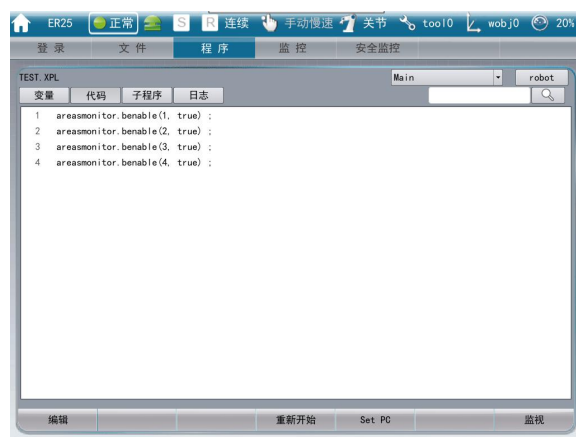 ER25 正常 S R 连续 手动慢速 关节 tool0 wobj0 20%
登录 文件 程序 监控 安全监控
TEST.XPL Main robot
变量 代码 子程序 日志
1 areasmonitor.benable(1, true) ;
2 areasmonitor.benable(2, true) ;
3 areasmonitor.benable(3, true) ;
4 areasmonitor.benable(4, true) ;
编辑 重新开始 Set PC 监视